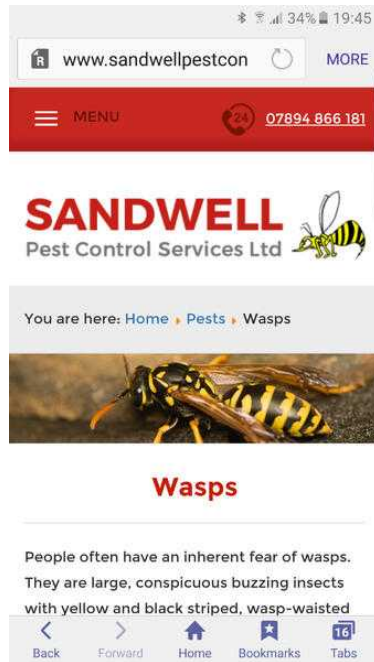 34% 19:45
R www.sandwellpestcon MORE
MENU 24 07894 866 181
SANDWELL
Pest Control Services Ltd
You are here: Home Pests Wasps
Wasps
People often have an inherent fear of wasps.
They are large, conspicuous buzzing insects
with yellow and black striped, wasp-waisted
16
Back Forward Home Bookmarks Tabs